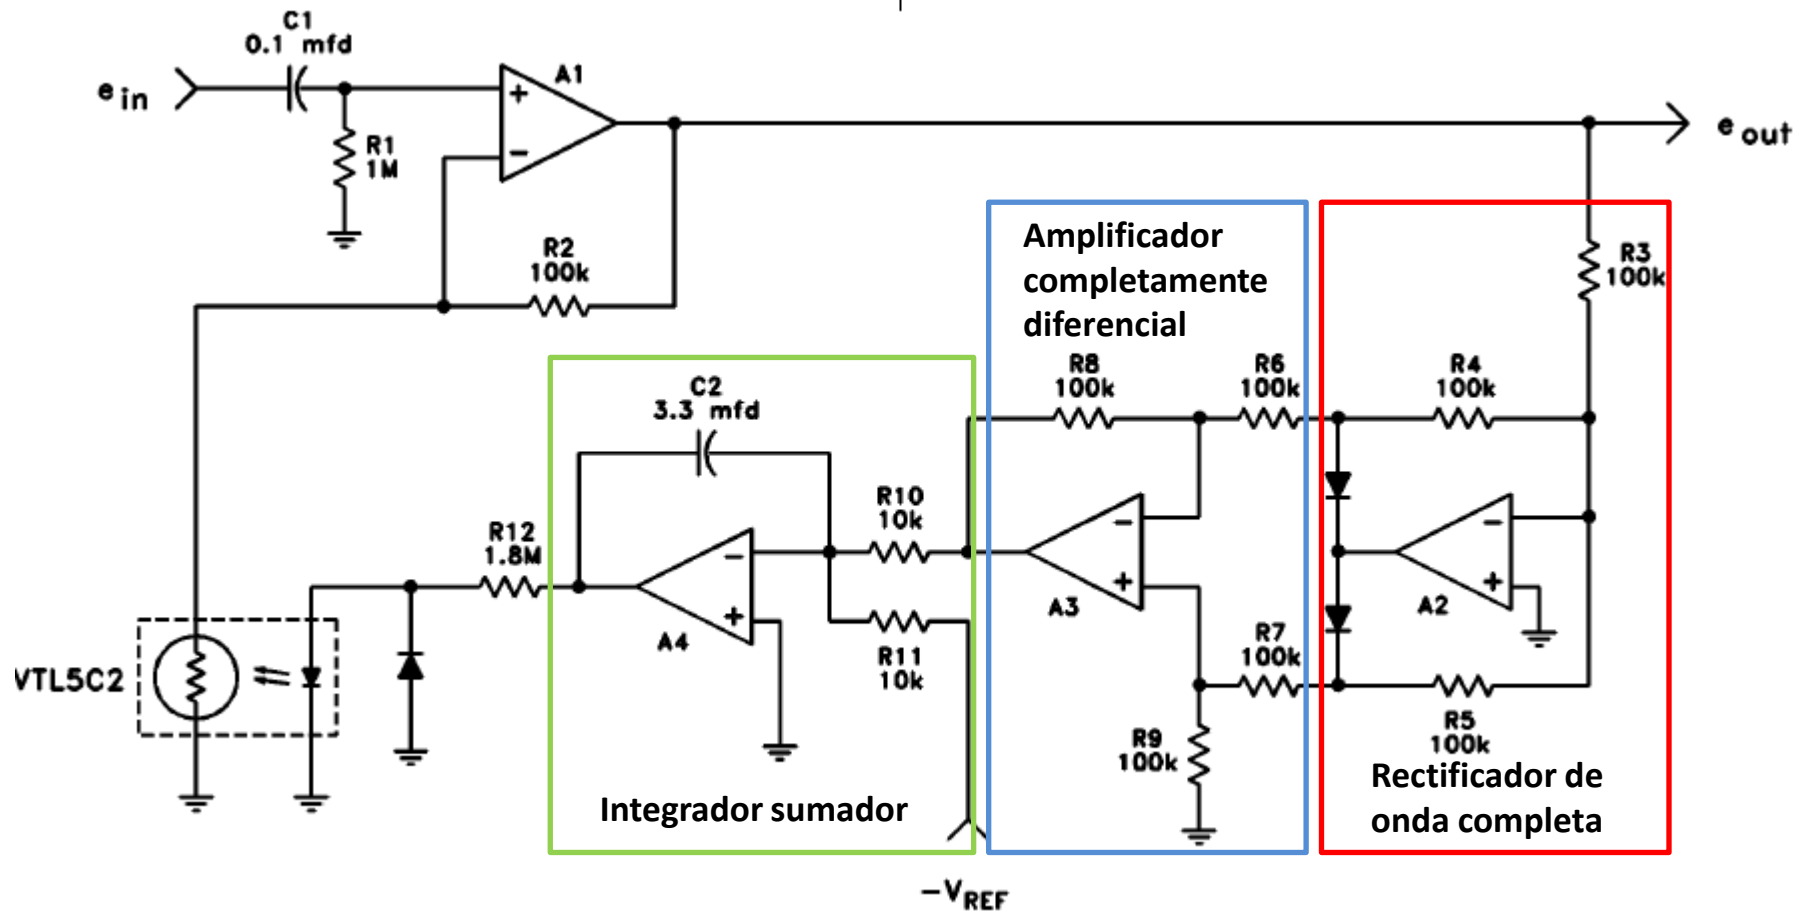 C1
0.1 mfd
e in
A1
+
−
R1
1M
e out
R2
100k
Amplificador
completamente
diferencial
R3
100k
R8
100k
R6
100k
R4
100k
C2
3.3 mfd
R10
10k
R12
1.8M
−
+
A4
R11
10k
−
+
A3
−
+
A2
R7
100k
VTL5C2
R9
100k
R5
100k
Integrador sumador
Rectificador de
onda completa
−VREF